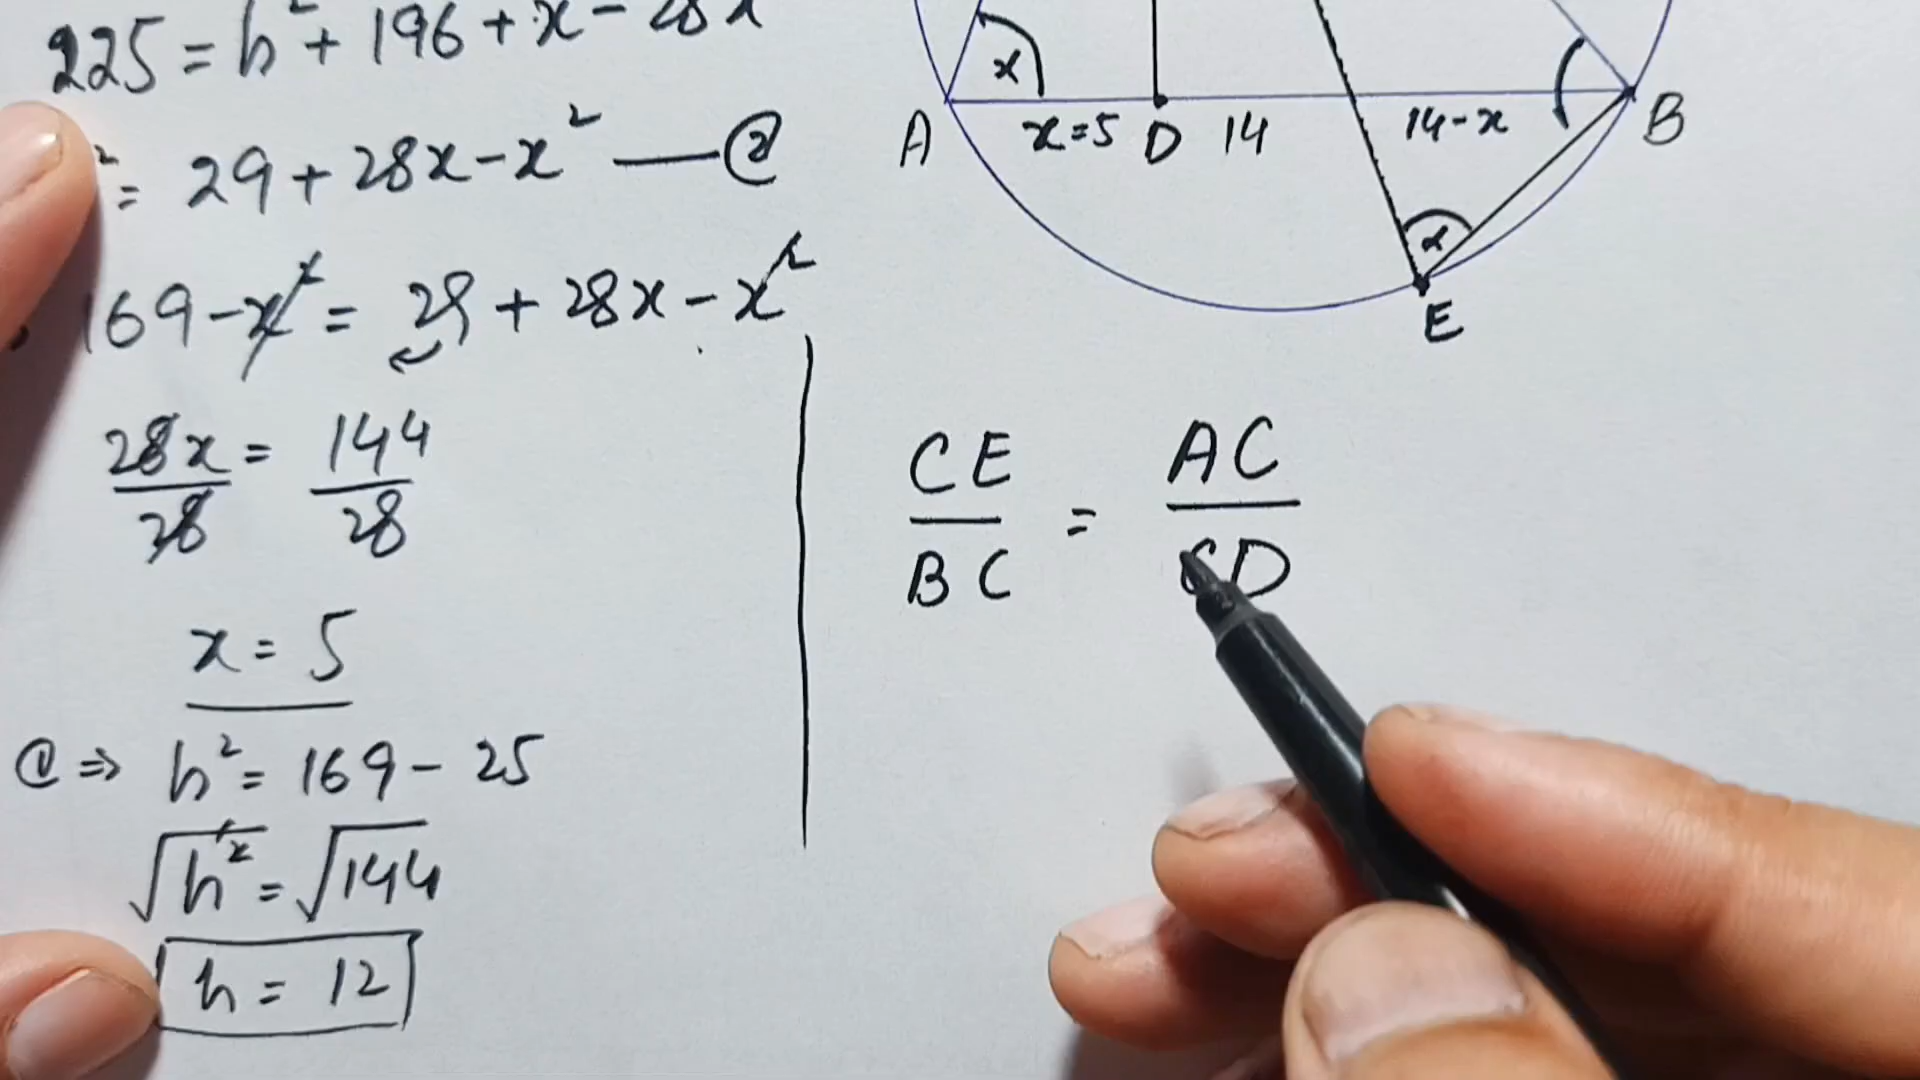 225 = h² + 196 + x² - 28x
² = 29 + 28x - x² — ②
169 - x² = 29 + 28x - x²
28x/28 = 144/28
x = 5
① ⇒ h² = 169 - 25
√h² = √144
h = 12
α
A x=5 D 14 14-x B
α
E
CE/BC = AC/CD